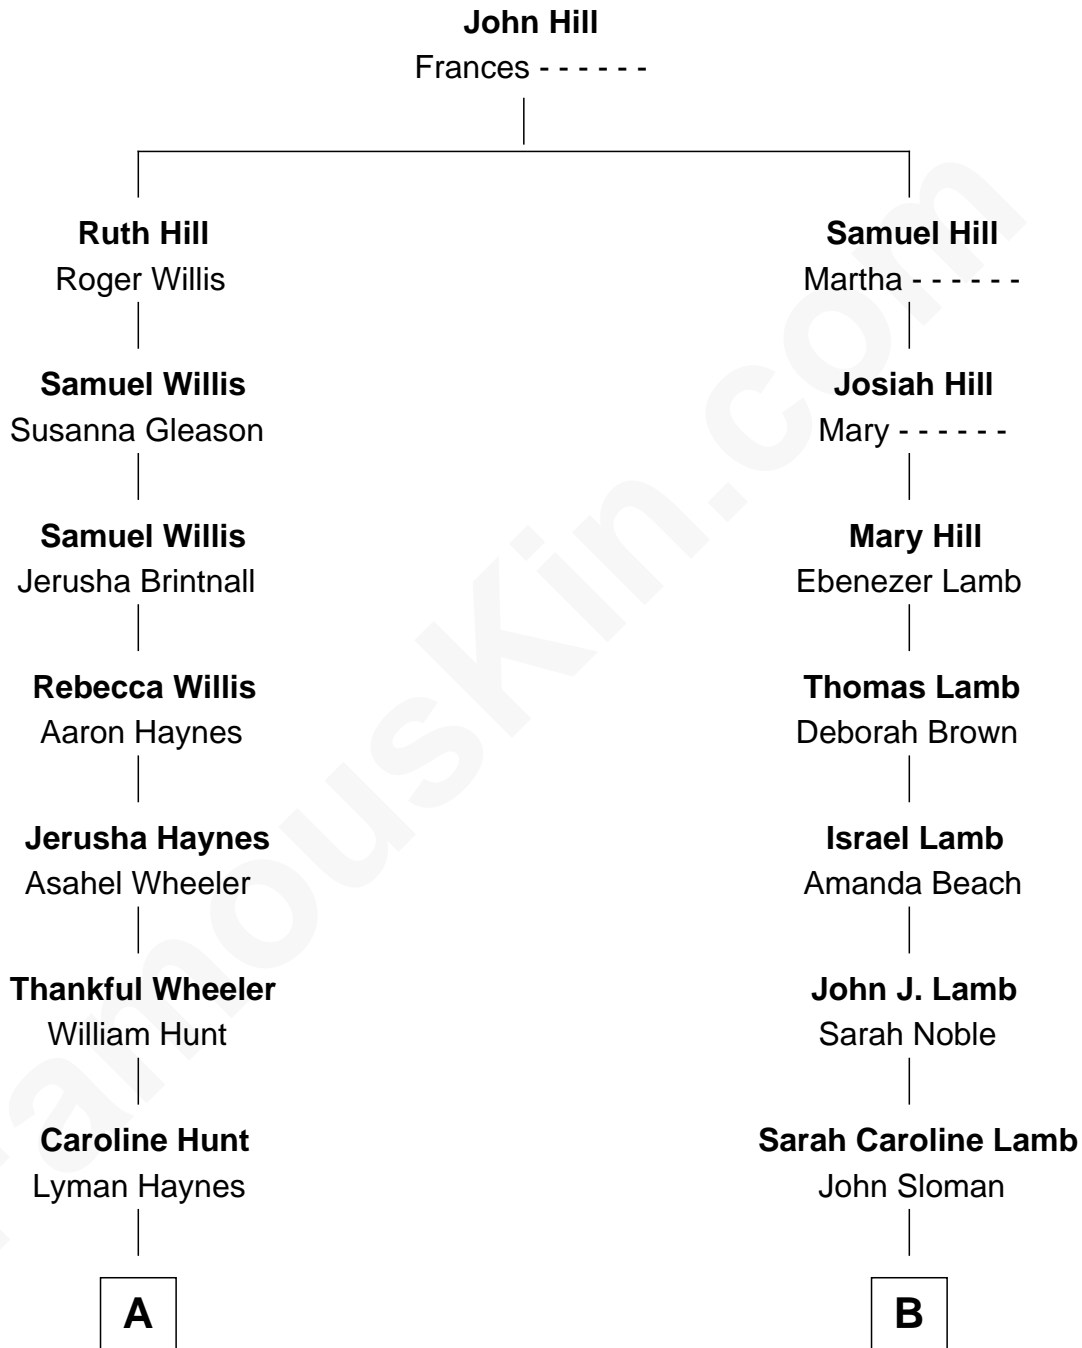 John Hill
Frances - - - - - -
Ruth Hill
Roger Willis
Samuel Hill
Martha - - - - - -
Samuel Willis
Susanna Gleason
Josiah Hill
Mary - - - - - -
Samuel Willis
Jerusha Brintnall
Mary Hill
Ebenezer Lamb
Rebecca Willis
Aaron Haynes
Thomas Lamb
Deborah Brown
Jerusha Haynes
Asahel Wheeler
Israel Lamb
Amanda Beach
Thankful Wheeler
William Hunt
John J. Lamb
Sarah Noble
Caroline Hunt
Lyman Haynes
Sarah Caroline Lamb
John Sloman
A
B
FamousKin.com